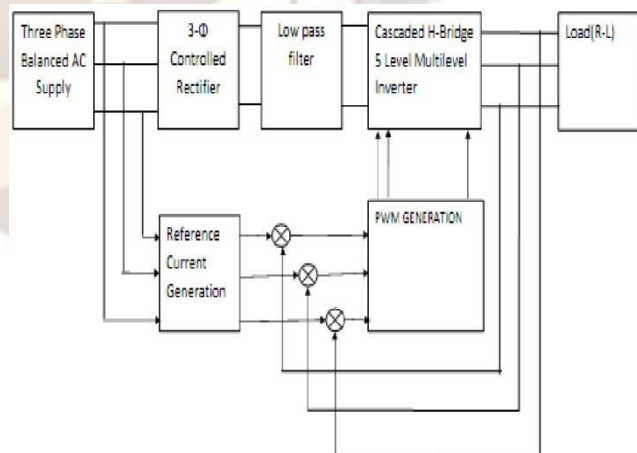 Three Phase
Balanced AC
Supply
3-Φ
Controlled
Rectifier
Low pass
filter
Cascaded H-Bridge
5 Level Multilevel
Inverter
Load(R-L)
Reference
Current
Generation
PWM GENERATION